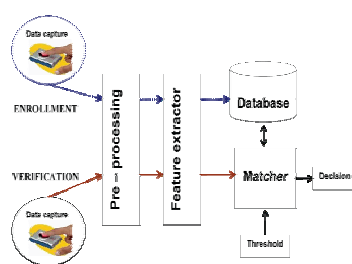 Data capture
ENROLLMENT
Pre - processing
Feature extractor
Database
VERIFICATION
Data capture
Matcher
Decision
Threshold